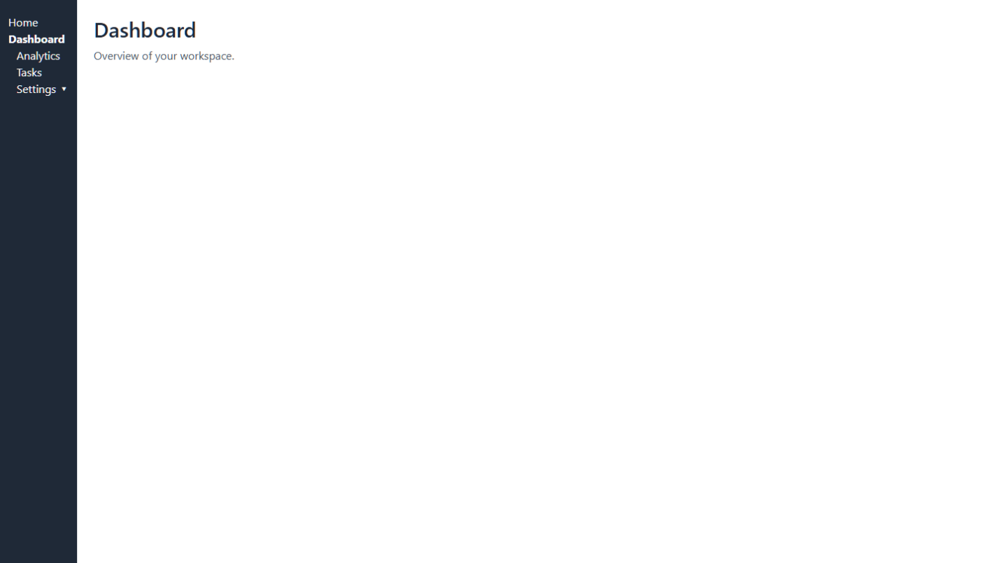 Home
Dashboard
Analytics
Tasks
Settings ▾
Dashboard
Overview of your workspace.